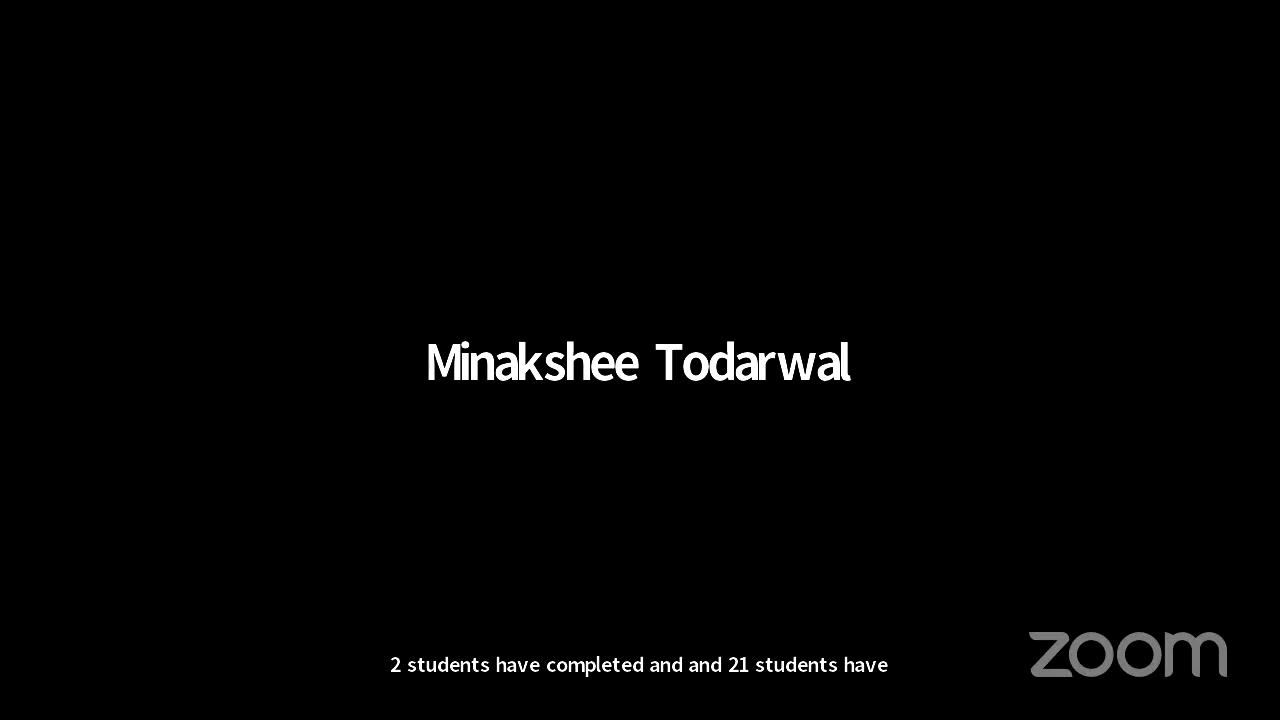 Minakshee Todarwal
2 students have completed and and 21 students have
zoom